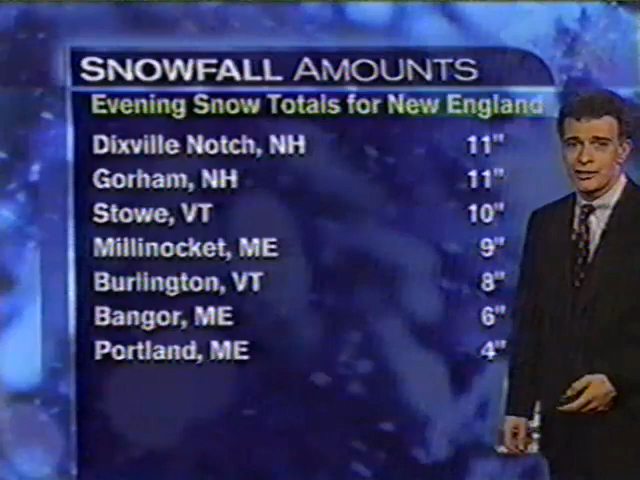 SNOWFALL AMOUNTS
Evening Snow Totals for New England
Dixville Notch, NH 11"
Gorham, NH 11"
Stowe, VT 10"
Millinocket, ME 9"
Burlington, VT 8"
Bangor, ME 6"
Portland, ME 4"